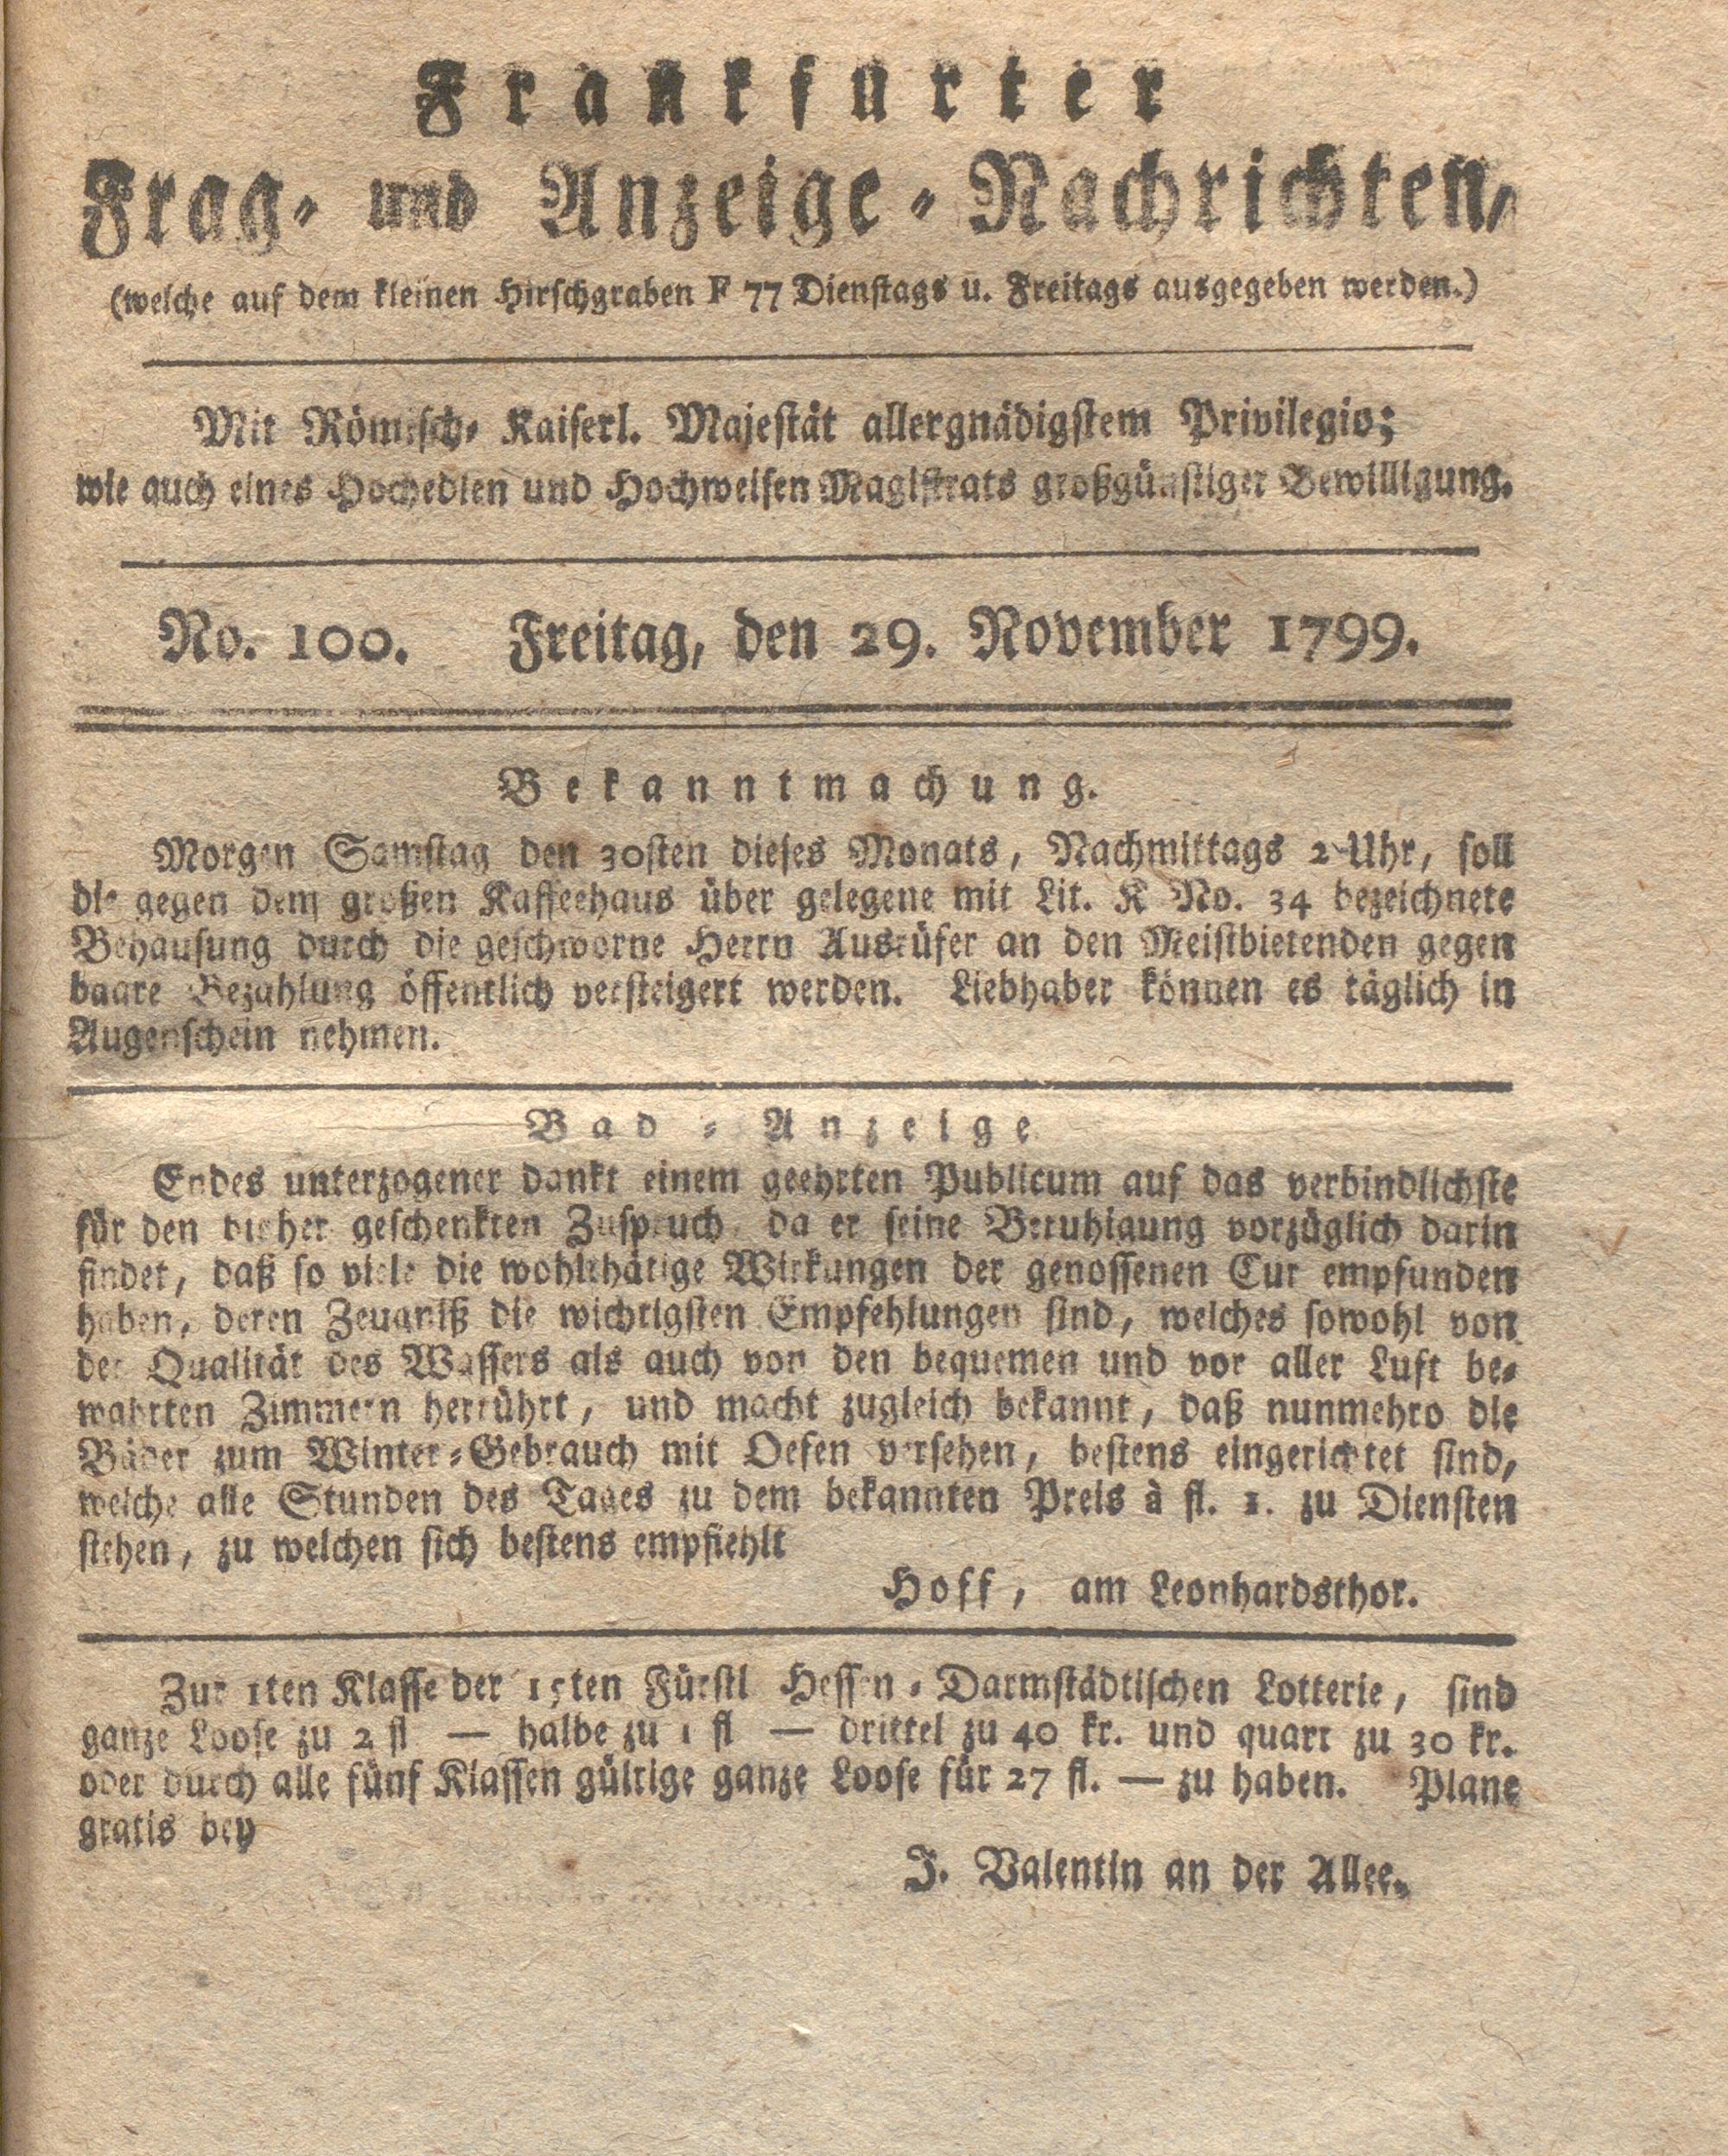 Frankfurter
Frag- und Anzeige-Nachrichten,
(welche auf dem kleinen Hirschgraben F 77 Dienstags u. Freitags ausgegeben werden.)
Mit Römisch- Kaiserl. Majestät allergnädigstem Privilegio;
wie auch eines Hochedlen und Hochweisen Magistrats großgünstiger Bewilligung.
No. 100. Freitag, den 29. November 1799.
Bekanntmachung.
Morgen Samstag den 30sten dieses Monats, Nachmittags 2 Uhr, soll
die gegen dem großen Kaffeehaus über gelegene mit Lit. K No. 34 bezeichnete
Behausung durch die geschworne Herrn Ausrüfer an den Meistbietenden gegen
baare Bezahlung öffentlich versteigert werden. Liebhaber können es täglich in
Augenschein nehmen.
Bad-Anzeige
Endes unterzogener dankt einem geehrten Publicum auf das verbindlichste
für den bisher geschenkten Zuspruch da er seine Beruhigung vorzüglich darin
findet, daß so viele die wohlthätige Wirkungen der genossenen Cur empfunden
haben, deren Zeugniß die wichtigsten Empfehlungen sind, welches sowohl von
der Qualität des Wassers als auch von den bequemen und vor aller Luft be-
wahrten Zimmern herrührt, und macht zugleich bekannt, daß nunmehro die
Bäder zum Winter-Gebrauch mit Oefen versehen, bestens eingerichtet sind,
welche alle Stunden des Tages zu dem bekannten Preis à fl. 1. zu Diensten
stehen, zu welchen sich bestens empfiehlt
Hoff, am Leonhardsthor.
Zur 1ten Klasse der 15ten Fürstl Hessen-Darmstädtischen Lotterie, sind
ganze Loose zu 2 fl — halbe zu 1 fl — drittel zu 40 kr. und quart zu 30 kr.
oder durch alle fünf Klassen gültige ganze Loose für 27 fl. — zu haben. Plane
gratis bey
J. Valentin an der Allee.